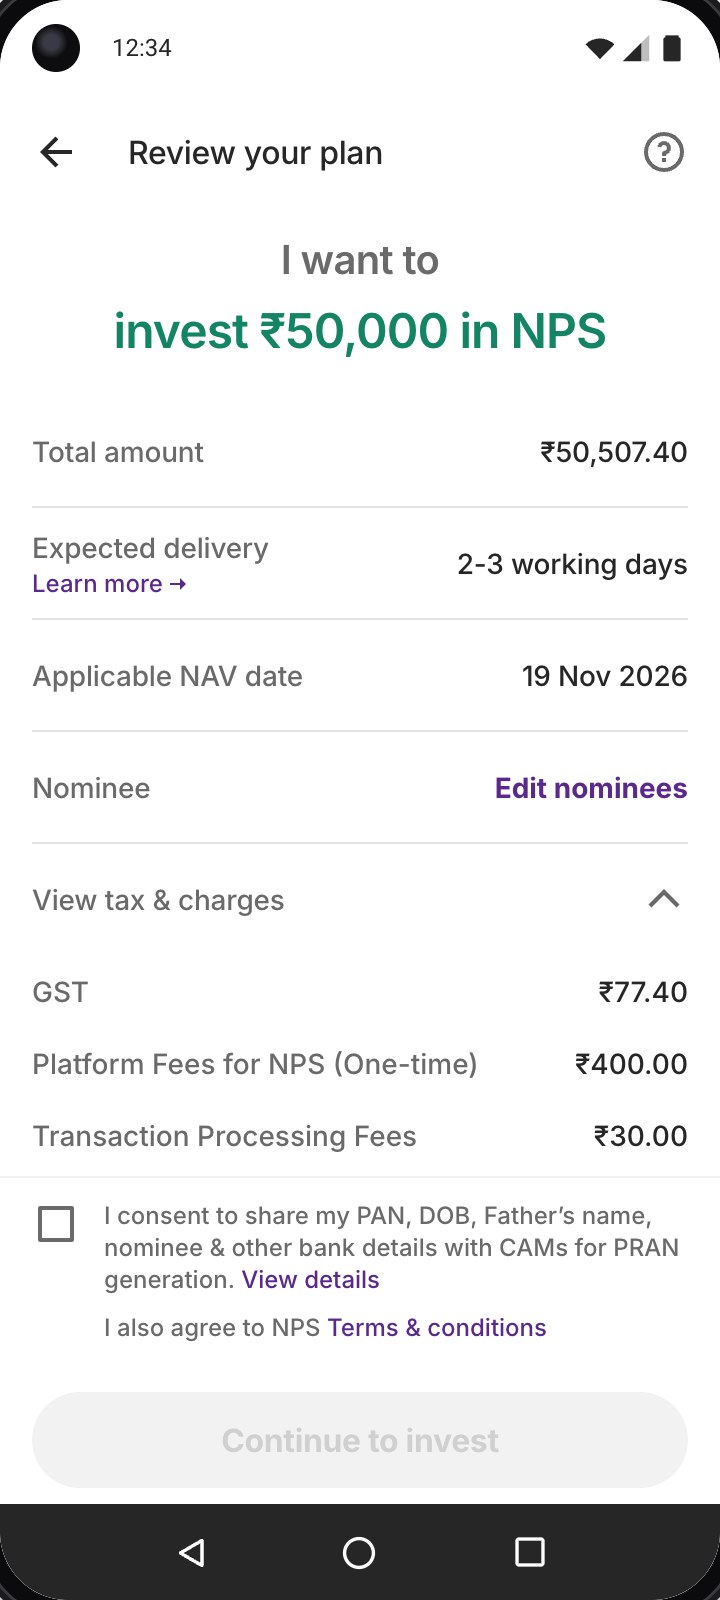 12:34
Review your plan
?
I want to
invest ₹50,000 in NPS
Total amount ₹50,507.40
Expected delivery
Learn more →
2-3 working days
Applicable NAV date 19 Nov 2026
Nominee Edit nominees
View tax & charges
GST ₹77.40
Platform Fees for NPS (One-time) ₹400.00
Transaction Processing Fees ₹30.00
I consent to share my PAN, DOB, Father’s name,
nominee & other bank details with CAMs for PRAN
generation. View details
I also agree to NPS Terms & conditions
Continue to invest